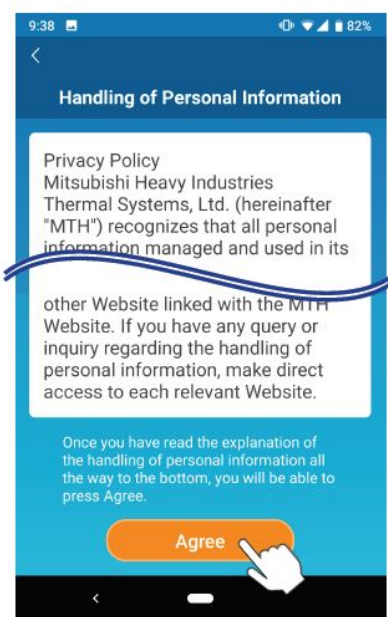 9:38 82%
Handling of Personal Information
Privacy Policy
Mitsubishi Heavy Industries
Thermal Systems, Ltd. (hereinafter
"MTH") recognizes that all personal
information managed and used in its
other Website linked with the MTH
Website. If you have any query or
inquiry regarding the handling of
personal information, make direct
access to each relevant Website.
Once you have read the explanation of
the handling of personal information all
the way to the bottom, you will be able to
press Agree.
Agree